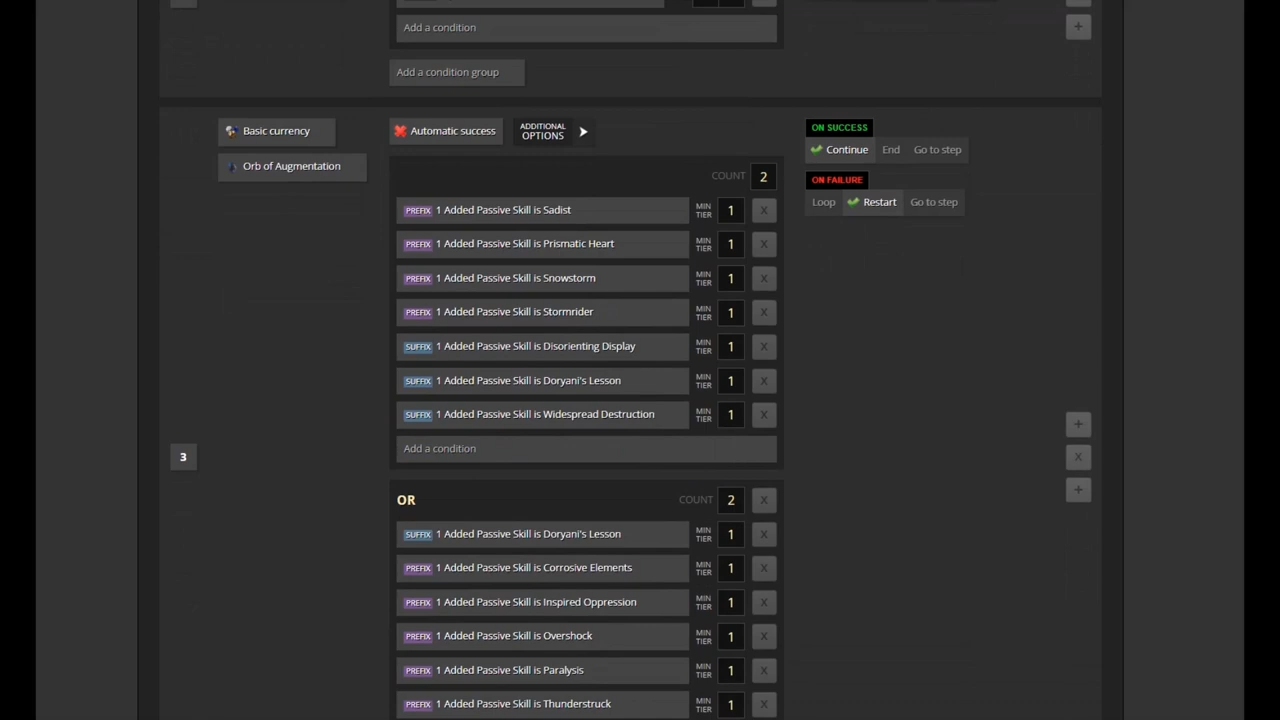 Add a condition
+
Add a condition group
Basic currency
Automatic success
ADDITIONAL
OPTIONS
ON SUCCESS
Continue End Go to step
Orb of Augmentation
COUNT 2
ON FAILURE
Loop Restart Go to step
PREFIX 1 Added Passive Skill is Sadist MIN TIER 1 X
PREFIX 1 Added Passive Skill is Prismatic Heart MIN TIER 1 X
PREFIX 1 Added Passive Skill is Snowstorm MIN TIER 1 X
PREFIX 1 Added Passive Skill is Stormrider MIN TIER 1 X
SUFFIX 1 Added Passive Skill is Disorienting Display MIN TIER 1 X
SUFFIX 1 Added Passive Skill is Doryani's Lesson MIN TIER 1 X
SUFFIX 1 Added Passive Skill is Widespread Destruction MIN TIER 1 X
+
Add a condition
3
X
+
OR COUNT 2 X
SUFFIX 1 Added Passive Skill is Doryani's Lesson MIN TIER 1 X
PREFIX 1 Added Passive Skill is Corrosive Elements MIN TIER 1 X
PREFIX 1 Added Passive Skill is Inspired Oppression MIN TIER 1 X
PREFIX 1 Added Passive Skill is Overshock MIN TIER 1 X
PREFIX 1 Added Passive Skill is Paralysis MIN TIER 1 X
PREFIX 1 Added Passive Skill is Thunderstruck MIN TIER 1 X